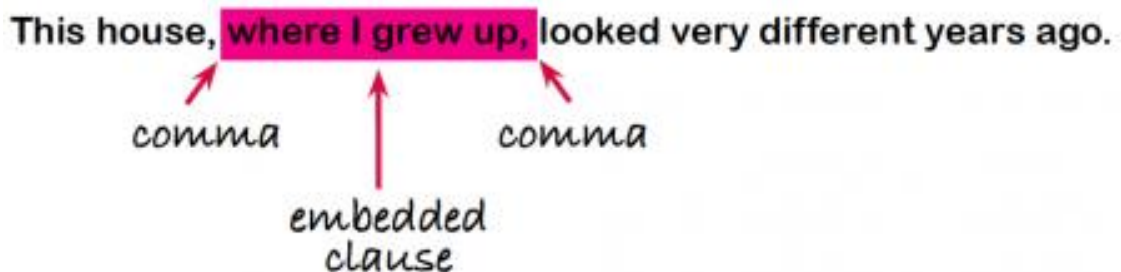 This house, where I grew up, looked very different years ago.
comma
comma
embedded
clause